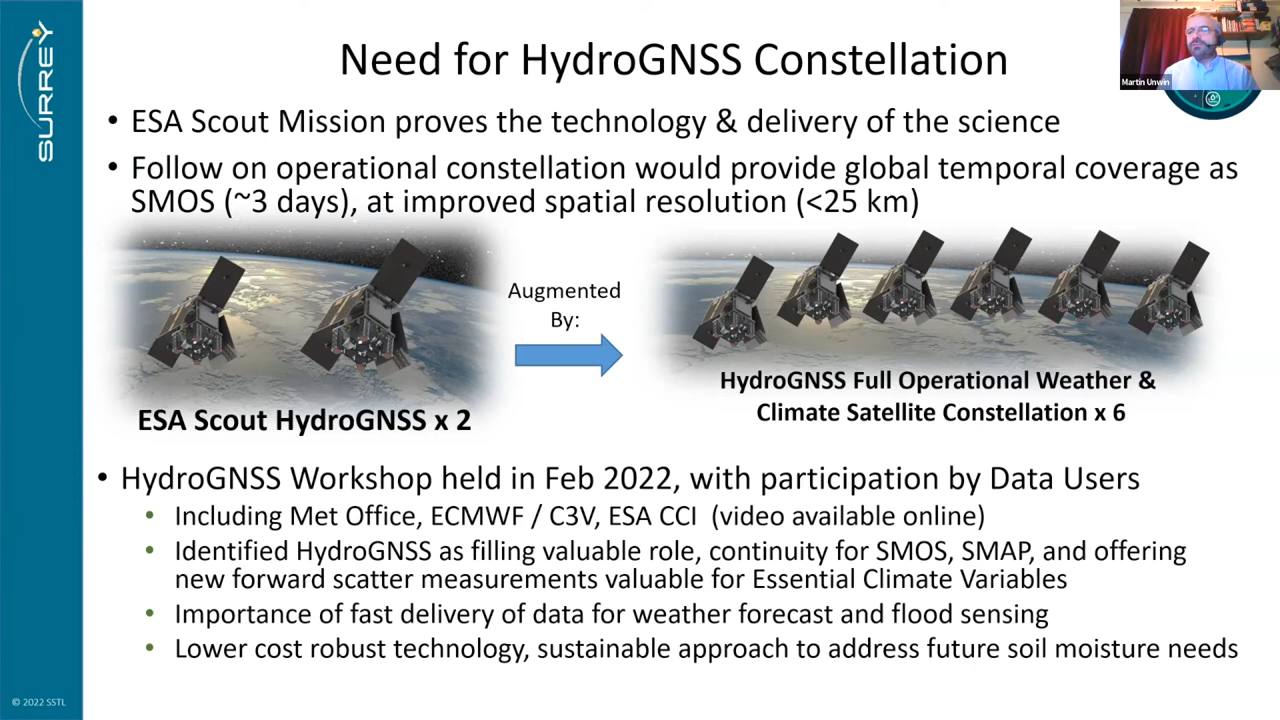 SURREY
Need for HydroGNSS Constellation
Martin Unwin
• ESA Scout Mission proves the technology & delivery of the science
• Follow on operational constellation would provide global temporal coverage as
SMOS (~3 days), at improved spatial resolution (<25 km)
Augmented
By:
ESA Scout HydroGNSS x 2
HydroGNSS Full Operational Weather &
Climate Satellite Constellation x 6
• HydroGNSS Workshop held in Feb 2022, with participation by Data Users
• Including Met Office, ECMWF / C3V, ESA CCI (video available online)
• Identified HydroGNSS as filling valuable role, continuity for SMOS, SMAP, and offering
new forward scatter measurements valuable for Essential Climate Variables
• Importance of fast delivery of data for weather forecast and flood sensing
• Lower cost robust technology, sustainable approach to address future soil moisture needs
© 2022 SSTL